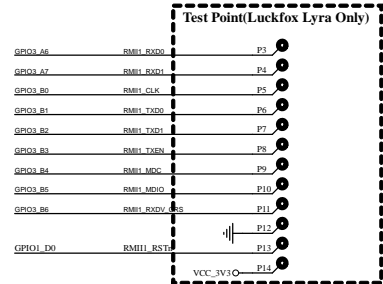 Test Point(Luckfox Lyra Only)
GPIO3_A6 RMII1_RXD0 P3
GPIO3_A7 RMII1_RXD1 P4
GPIO3_B0 RMII1_CLK P5
GPIO3_B1 RMII1_TXD0 P6
GPIO3_B2 RMII1_TXD1 P7
GPIO3_B3 RMII1_TXEN P8
GPIO3_B4 RMII1_MDC P9
GPIO3_B5 RMII1_MDIO P10
GPIO3_B6 RMII1_RXDV_CRS P11
P12
GPIO1_D0 RMII1_RSTn P13
VCC_3V3 P14